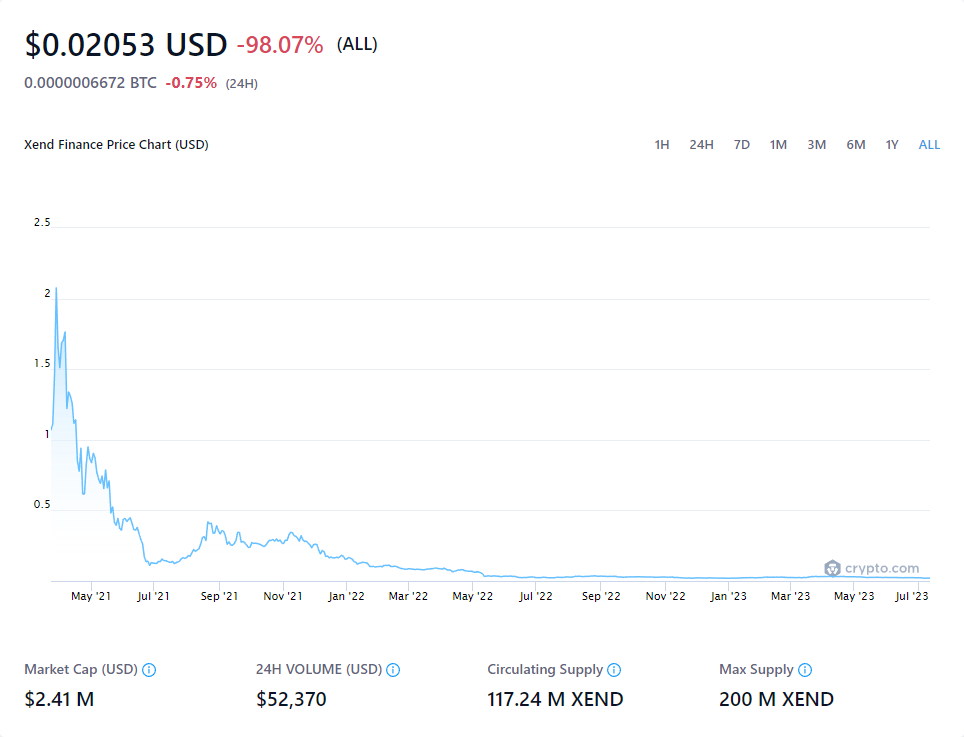 $0.02053 USD -98.07% (ALL)
0.0000006672 BTC -0.75% (24H)
Xend Finance Price Chart (USD) 1H 24H 7D 1M 3M 6M 1Y ALL
2.5
2
1.5
1
0.5
crypto.com
May '21 Jul '21 Sep '21 Nov '21 Jan '22 Mar '22 May '22 Jul '22 Sep '22 Nov '22 Jan '23 Mar '23 May '23 Jul '23
Market Cap (USD) 24H VOLUME (USD) Circulating Supply Max Supply
$2.41 M $52,370 117.24 M XEND 200 M XEND